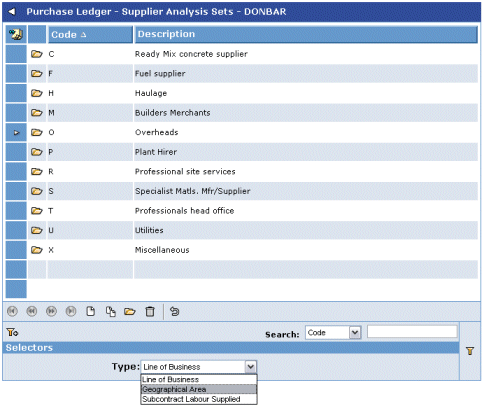 Purchase Ledger - Supplier Analysis Sets - DONBAR
Code Description
C Ready Mix concrete supplier
F Fuel supplier
H Haulage
M Builders Merchants
O Overheads
P Plant Hirer
R Professional site services
S Specialist Matls. Mfr/Supplier
T Professionals head office
U Utilities
X Miscellaneous
Search: Code
Selectors
Type: Line of Business
Line of Business
Geographical Area
Subcontract Labour Supplied